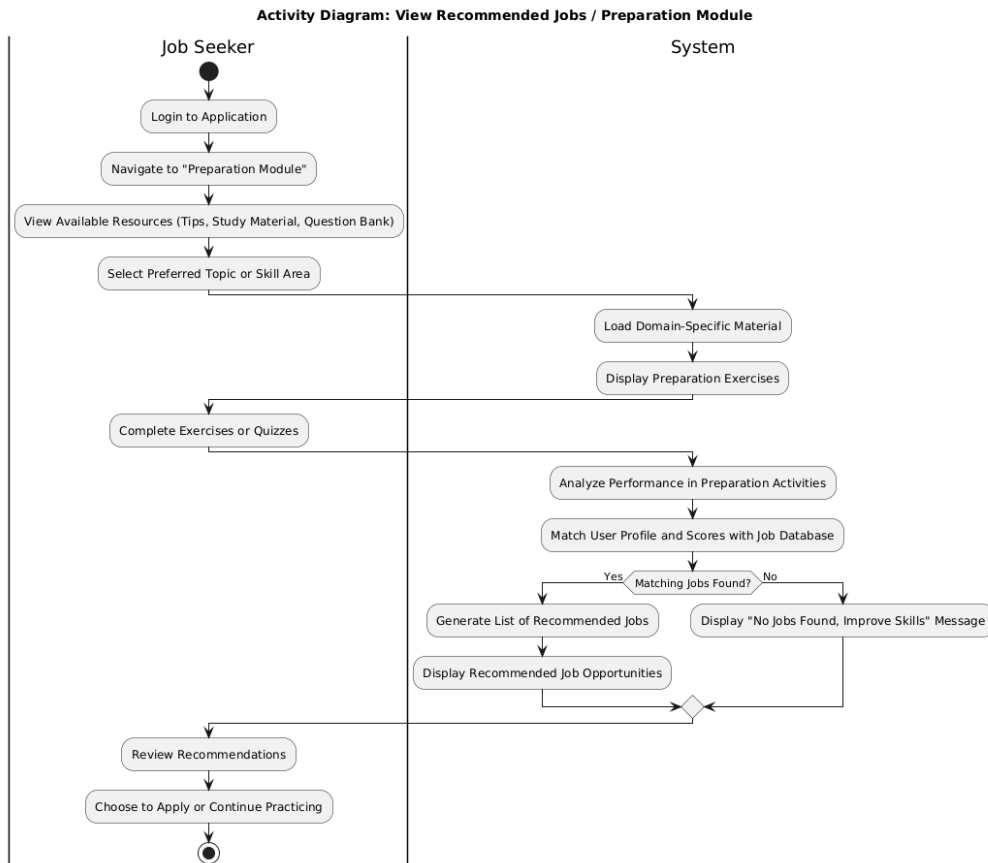 Activity Diagram: View Recommended Jobs / Preparation Module
Job Seeker
System
Login to Application
Navigate to "Preparation Module"
View Available Resources (Tips, Study Material, Question Bank)
Select Preferred Topic or Skill Area
Load Domain-Specific Material
Display Preparation Exercises
Complete Exercises or Quizzes
Analyze Performance in Preparation Activities
Match User Profile and Scores with Job Database
Matching Jobs Found?
Yes
No
Generate List of Recommended Jobs
Display "No Jobs Found, Improve Skills" Message
Display Recommended Job Opportunities
Review Recommendations
Choose to Apply or Continue Practicing